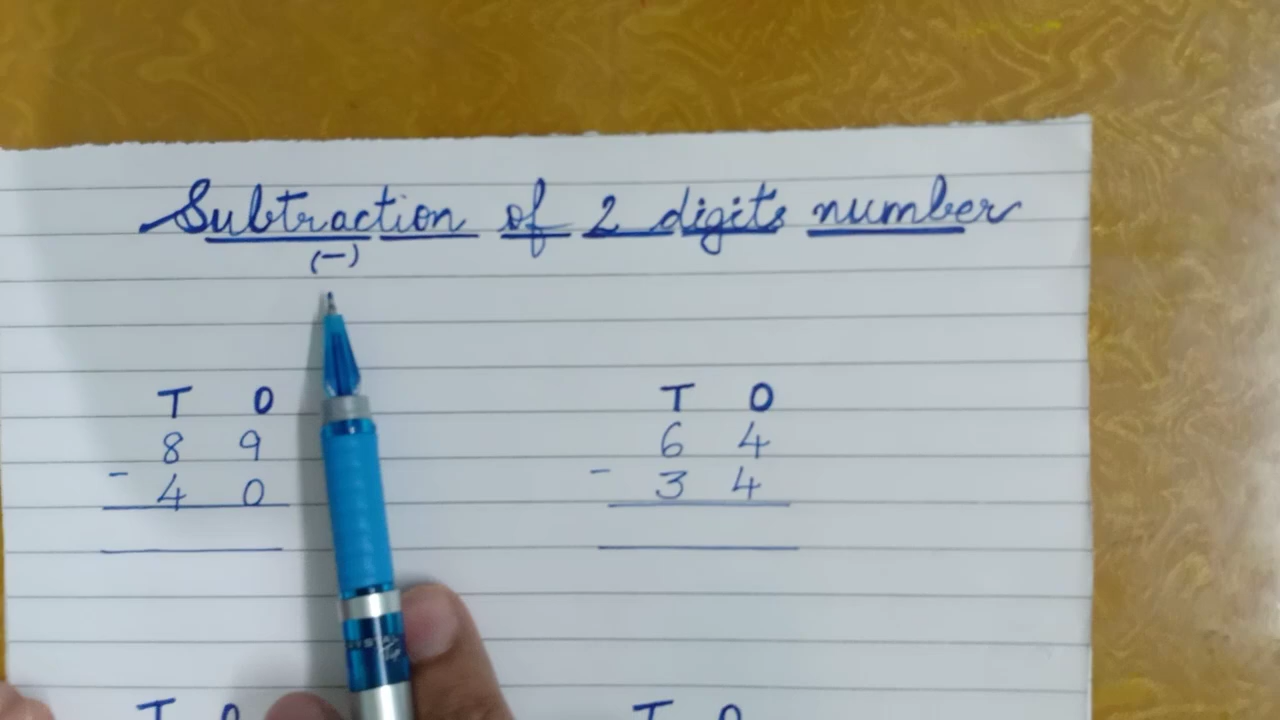 Subtraction of 2 digits number
(-)
T O T O
8 9 6 4
- 4 0 - 3 4
T O T O